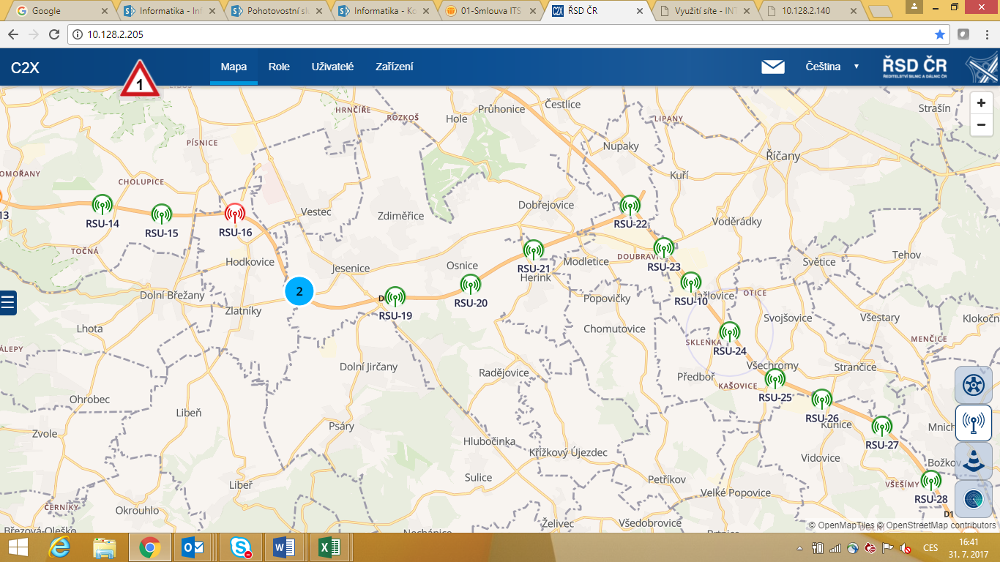 Google
Informatika - Inf
Pohotovostní sl
Informatika - Ko
01-Smlouva ITS
C2X ŘSD ČR
Využití síte - INT
10.128.2.140
10.128.2.205
C2X
1
Mapa Role Uživatelé Zařízení
Čeština
ŘSD ČR
ŘEDITELSTVÍ SILNIC A DÁLNIC ČR
HRNČÍŘE
ROZKOŠ
Hole
Průhonice
Čestlice
LIPANY
Strašín
+
−
PÍSNICE
Nupaky
Říčany
OMOŘANY
CHOLUPICE
Kuří
13
RSU-14
RSU-15
RSU-16
Vestec
Zdiměřice
Dobřejovice
RSU-22
Voděrádky
TOČNÁ
Hodkovice
Jesenice
Osnice
RSU-21
Herink
Modletice
DOUBRAVI
RSU-23
Světice
Tehov
2
Dolní Břežany
Zlatníky
D
RSU-19
RSU-20
Popovičky
RSU-10
Jažlovice
OTICE
Lhota
Chomutovice
Svojšovice
Všestary
Klokočn
ÁLEPY
SKLEŇKA
RSU-24
MENČICE
Dolní Jirčany
Radějovice
Předboř
Všechromy
KAŠOVICE
Strančice
RSU-25
Ohrobec
Libeň
RSU-26
Kunice
Zvole
Psáry
Hlubočinka
RSU-27
Mnich
Křížkový Újezdec
Vidovice
Božkov
Libeř
Sulice
Petříkov
Velké Popovice
VŠEŠÍMY
RSU-28
ČERNÍKY
Okrouhlo
D1
Březová-Oleško
Nechánice
Želivec
Všedobrovice
© OpenMapTiles © OpenStreetMap contributors
CES
16:41
31. 7. 2017